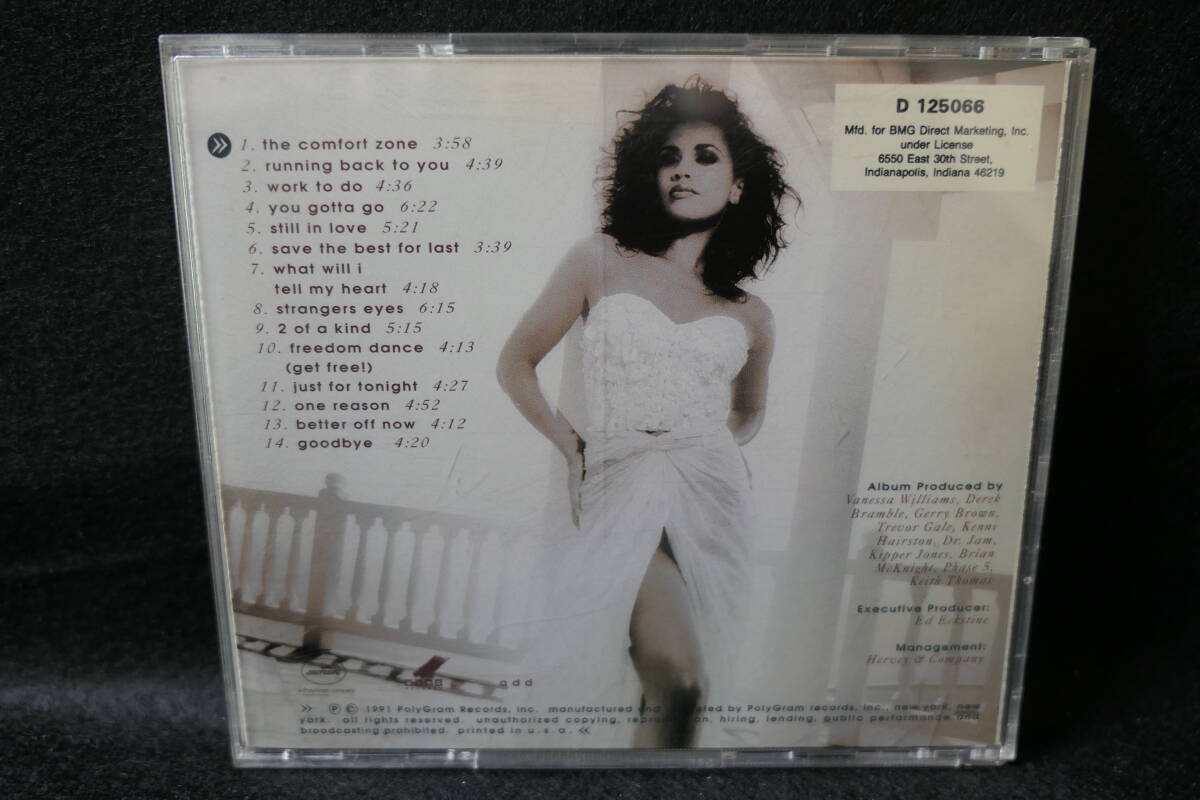 1. the comfort zone 3:58
2. running back to you 4:39
3. work to do 4:36
4. you gotta go 6:22
5. still in love 5:21
6. save the best for last 3:39
7. what will i
tell my heart 4:18
8. strangers eyes 6:15
9. 2 of a kind 5:15
10. freedom dance 4:13
(get free!)
11. just for tonight 4:27
12. one reason 4:52
13. better off now 4:12
14. goodbye 4:20
D 125066
Mfd. for BMG Direct Marketing, Inc.
under License
6550 East 30th Street,
Indianapolis, Indiana 46219
Album Produced by
Vanessa Williams, Derek
Bramble, Gerry Brown,
Trevor Gale, Kenni
Hairston, Dr. Jam,
Kipper Jones, Brian
McKnight, Phase 5,
Keith Thomas
Executive Producer:
Ed Eckstine
Management:
Hervey & Company
add
» ℗ © 1991 PolyGram Records, Inc. manufactured and by PolyGram records, inc., new york, new
york. all rights reserved. unauthorized copying, hiring, lending, public performance and
broadcasting prohibited. printed in u.s.a. «